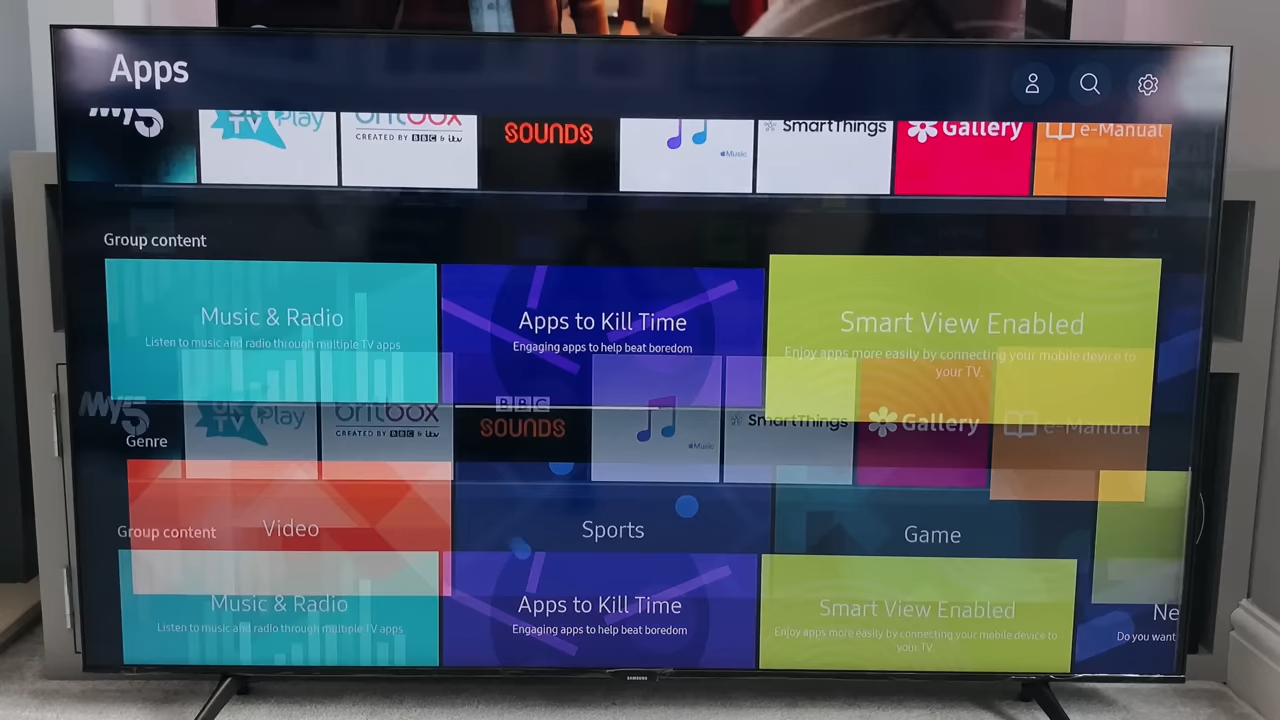 Apps
My5
UKTV Play
britbox
CREATED BY BBC & itv
SOUNDS
Music
SmartThings
Gallery
e-Manual
Group content
Music & Radio
Listen to music and radio through multiple TV apps
Apps to Kill Time
Engaging apps to help beat boredom
Smart View Enabled
Enjoy apps more easily by connecting your mobile device to
your TV.
My5
UKTV Play
britbox
CREATED BY BBC & itv
BBC
SOUNDS
Music
SmartThings
Gallery
e-Manual
Genre
Video
Sports
Game
Group content
Music & Radio
Listen to music and radio through multiple TV apps
Apps to Kill Time
Engaging apps to help beat boredom
Smart View Enabled
Enjoy apps more easily by connecting your mobile device to
your TV.
Ne
Do you want
SAMSUNG